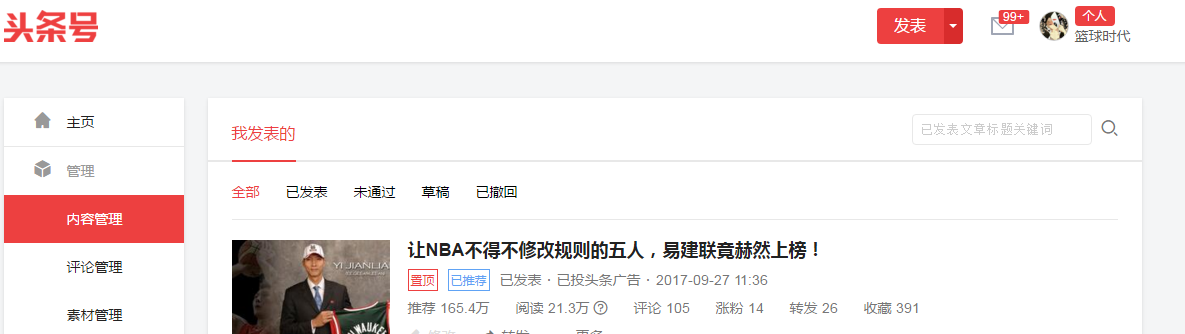 头条号
发表
99+
个人
篮球时代
主页
管理
内容管理
评论管理
素材管理
我发表的
已发表文章标题关键词
全部 已发表 未通过 草稿 已撤回
让NBA不得不修改规则的五人，易建联竟赫然上榜！
置顶 已推荐 已发表 · 已投头条广告 · 2017-09-27 11:36
推荐 165.4万 阅读 21.3万 ? 评论 105 涨粉 14 转发 26 收藏 391
YI JIANLIAN
MILWAUKEE
修改 转发 更多